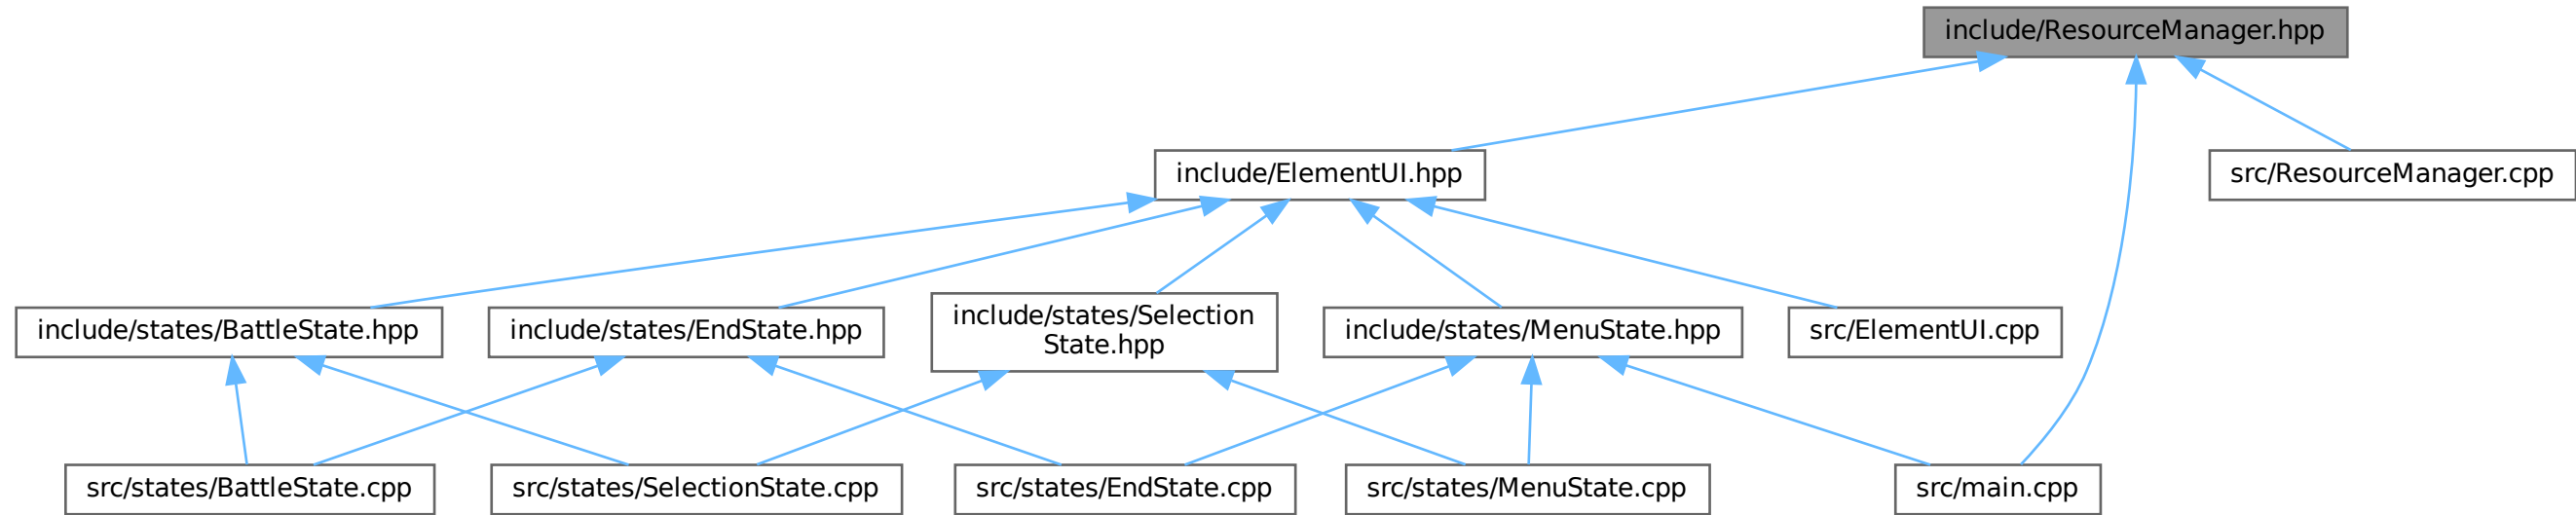 include/ResourceManager.hpp
include/ElementUI.hpp
src/ResourceManager.cpp
include/states/BattleState.hpp
include/states/EndState.hpp
include/states/Selection
State.hpp
include/states/MenuState.hpp
src/ElementUI.cpp
src/states/BattleState.cpp
src/states/SelectionState.cpp
src/states/EndState.cpp
src/states/MenuState.cpp
src/main.cpp